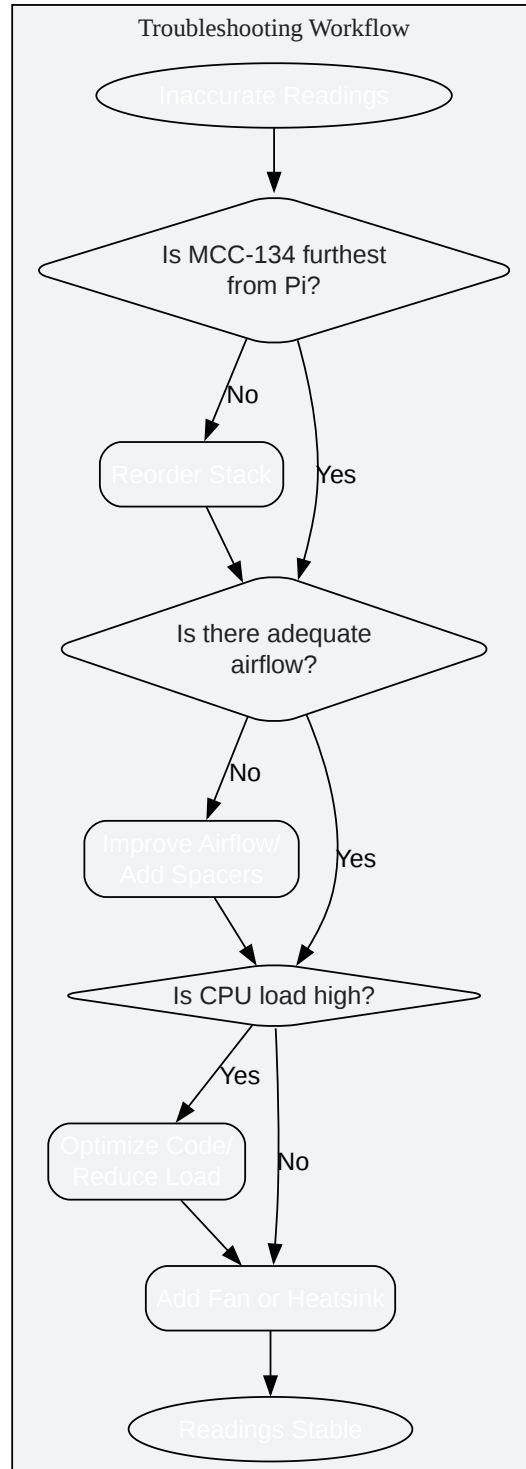 Troubleshooting Workflow
Inaccurate Readings
Is MCC-134 furthest
from Pi?
No
Reorder Stack
Yes
Is there adequate
airflow?
No
Improve Airflow/
Add Spacers
Yes
Is CPU load high?
Yes
Optimize Code/
Reduce Load
No
Add Fan or Heatsink
Readings Stable